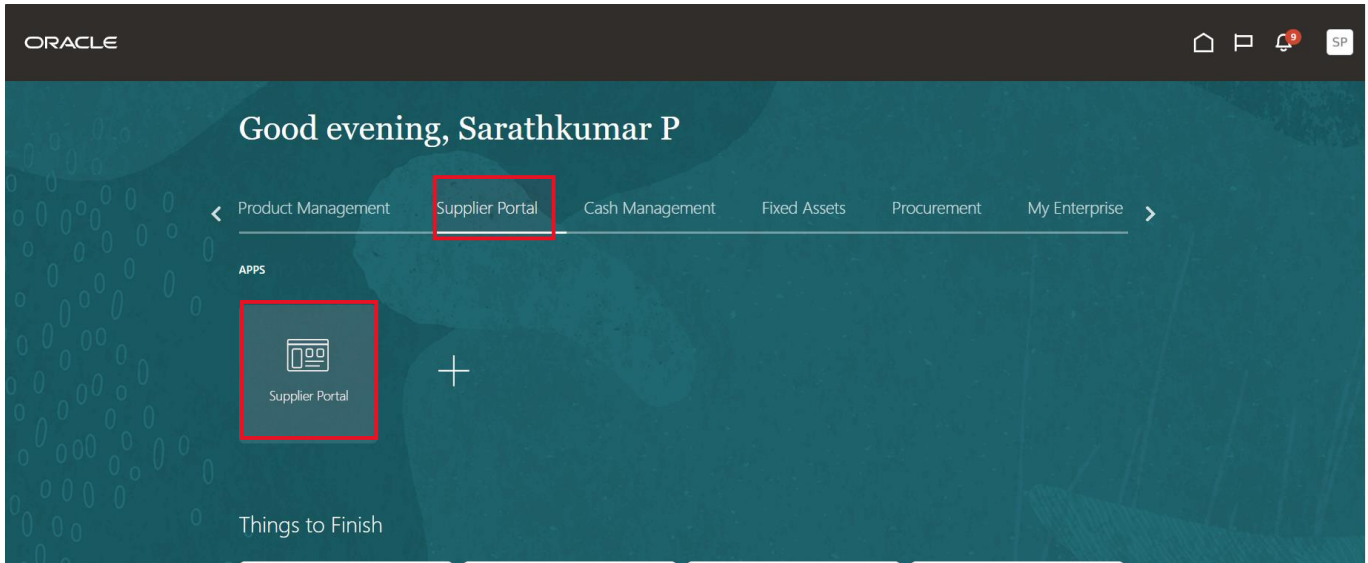 ORACLE
9
SP
Good evening, Sarathkumar P
Product Management Supplier Portal Cash Management Fixed Assets Procurement My Enterprise
APPS
Supplier Portal
Things to Finish